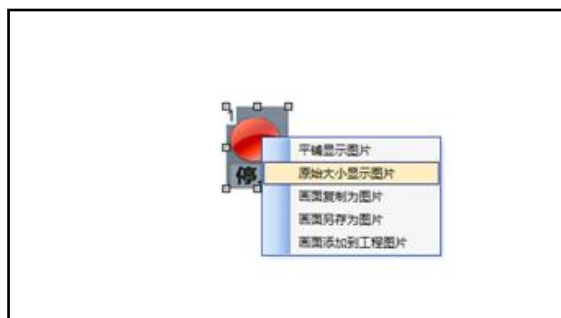 1
停
平铺显示图片
原始大小显示图片
画面复制为图片
画面另存为图片
画面添加到工程图片